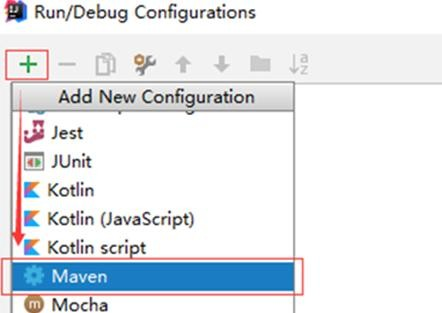 Run/Debug Configurations
Add New Configuration
Jest
JUnit
Kotlin
Kotlin (JavaScript)
Kotlin script
Maven
Mocha